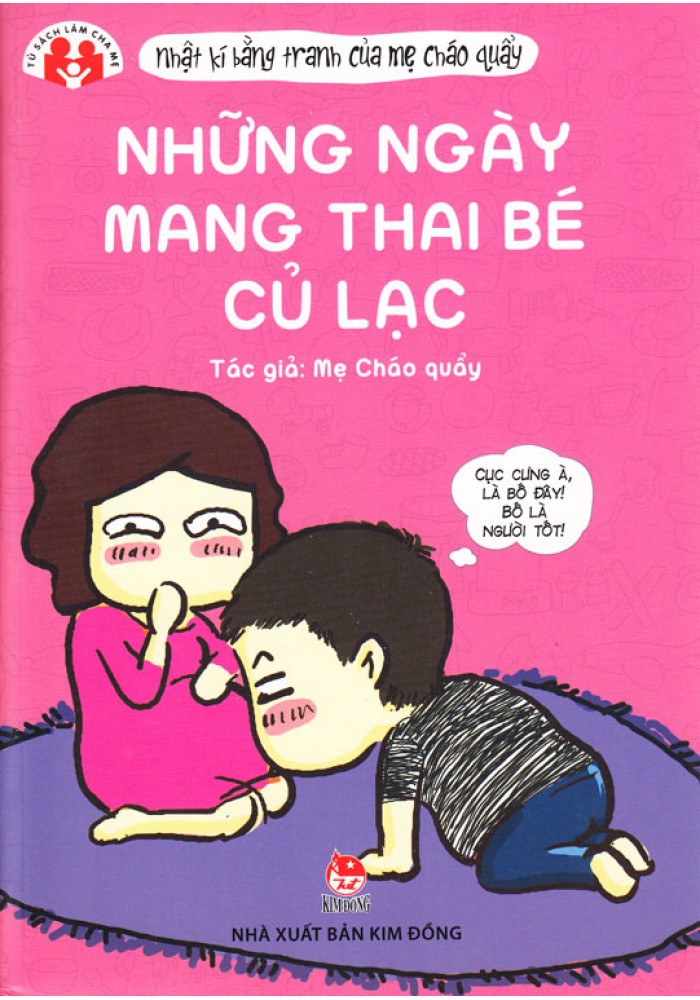 TỦ SÁCH LÀM CHA MẸ
nhật kí bằng tranh của mẹ cháo quẩy
NHỮNG NGÀY
MANG THAI BÉ
CỦ LẠC
Tác giả: Mẹ Cháo quẩy
CỤC CƯNG À,
LÀ BỐ ĐÂY!
BỐ LÀ
NGƯỜI TỐT!
KIM ĐỒNG
NHÀ XUẤT BẢN KIM ĐỒNG